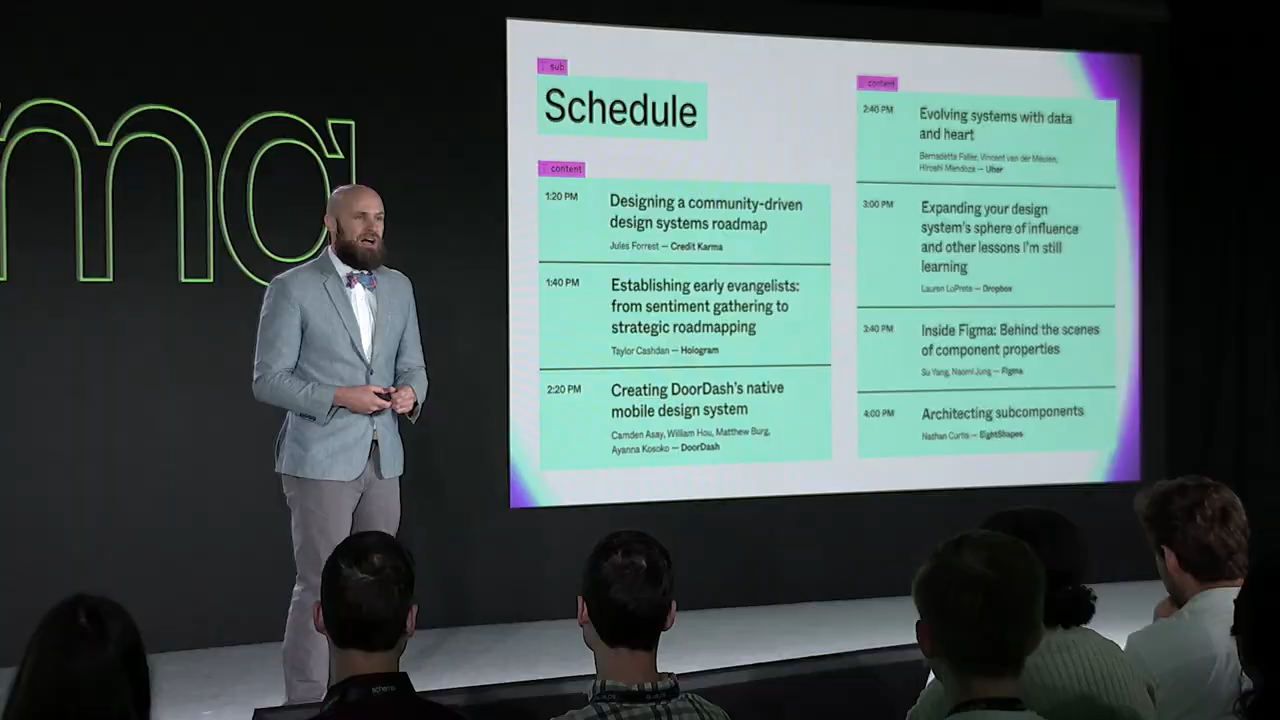 ma
sub
Schedule
content
1:20 PM
Designing a community-driven
design systems roadmap
Jules Forrest — Credit Karma
1:40 PM
Establishing early evangelists:
from sentiment gathering to
strategic roadmapping
Taylor Cashdan — Hologram
2:20 PM
Creating DoorDash's native
mobile design system
Camden Asay, William Hou, Matthew Burg,
Ayanna Kosoko — DoorDash
content
2:40 PM
Evolving systems with data
and heart
Bernadette Faller, Vincent van der Meulen,
Hiroshi Mendoza — Uber
3:00 PM
Expanding your design
system's sphere of influence
and other lessons I'm still
learning
Lauren LoPrete — Dropbox
3:40 PM
Inside Figma: Behind the scenes
of component properties
Su Yang, Naomi Jung — Figma
4:00 PM
Architecting subcomponents
Nathan Curtis — EightShapes
schema